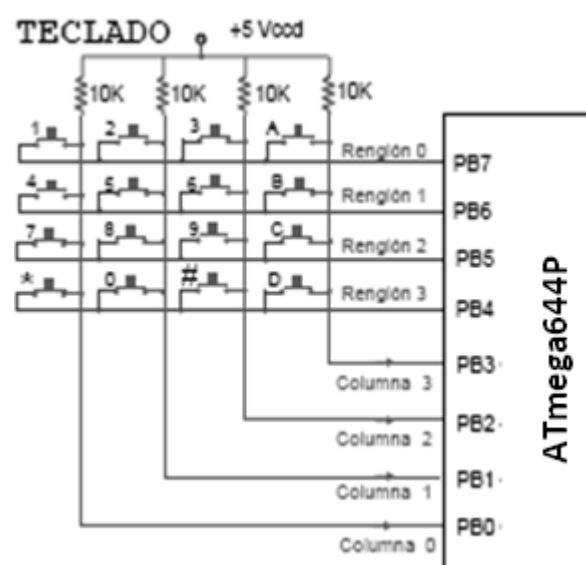 TECLADO +5 Vccd
10K 10K 10K 10K
1 2 3 A Renglón 0 PB7
4 5 6 B Renglón 1 PB6
7 8 9 C Renglón 2 PB5
* 0 # D Renglón 3 PB4
PB3
Columna 3
PB2
Columna 2
PB1
Columna 1
PB0
Columna 0
ATmega644P